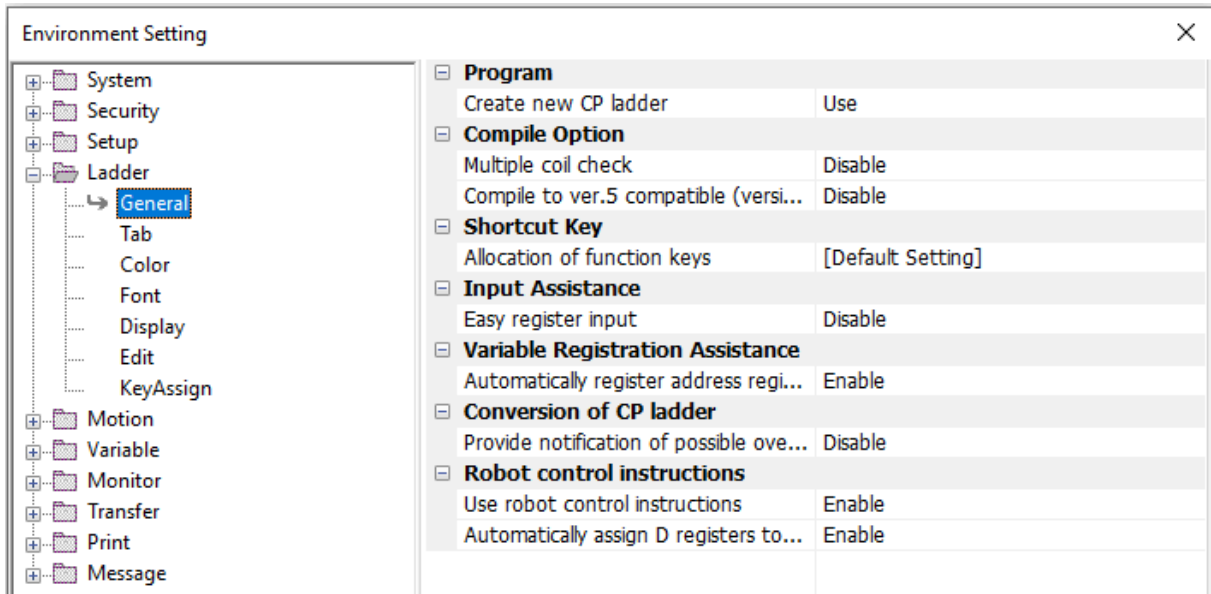 Environment Setting
System
Security
Setup
Ladder
General
Tab
Color
Font
Display
Edit
KeyAssign
Motion
Variable
Monitor
Transfer
Print
Message
Program
Create new CP ladder Use
Compile Option
Multiple coil check Disable
Compile to ver.5 compatible (versi... Disable
Shortcut Key
Allocation of function keys [Default Setting]
Input Assistance
Easy register input Disable
Variable Registration Assistance
Automatically register address regi... Enable
Conversion of CP ladder
Provide notification of possible ove... Disable
Robot control instructions
Use robot control instructions Enable
Automatically assign D registers to... Enable